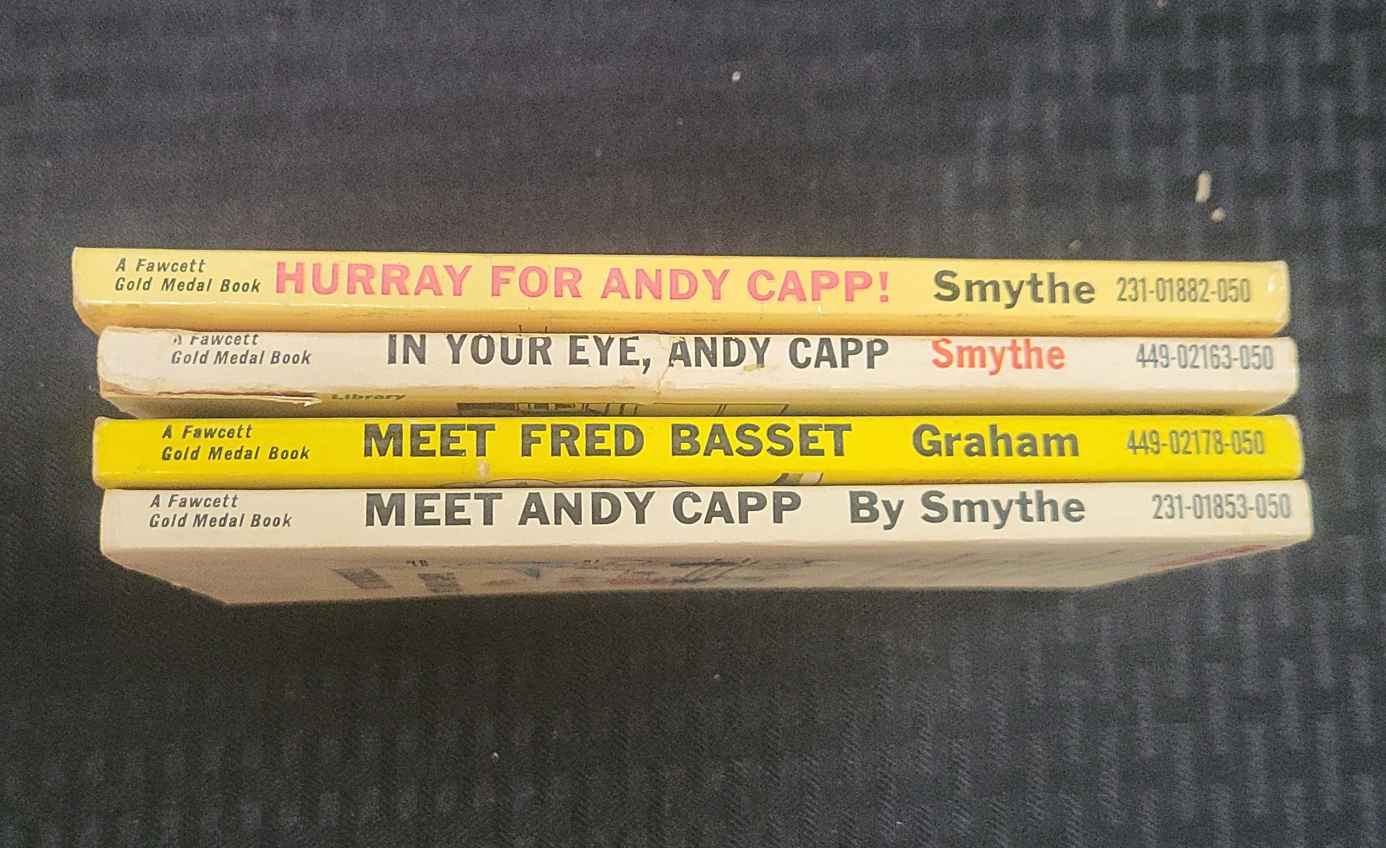 A Fawcett
Gold Medal Book
HURRAY FOR ANDY CAPP! Smythe 231-01882-050
A Fawcett
Gold Medal Book
IN YOUR EYE, ANDY CAPP Smythe 449-02163-050
Library
A Fawcett
Gold Medal Book
MEET FRED BASSET Graham 449-02178-050
A Fawcett
Gold Medal Book
MEET ANDY CAPP By Smythe 231-01853-050